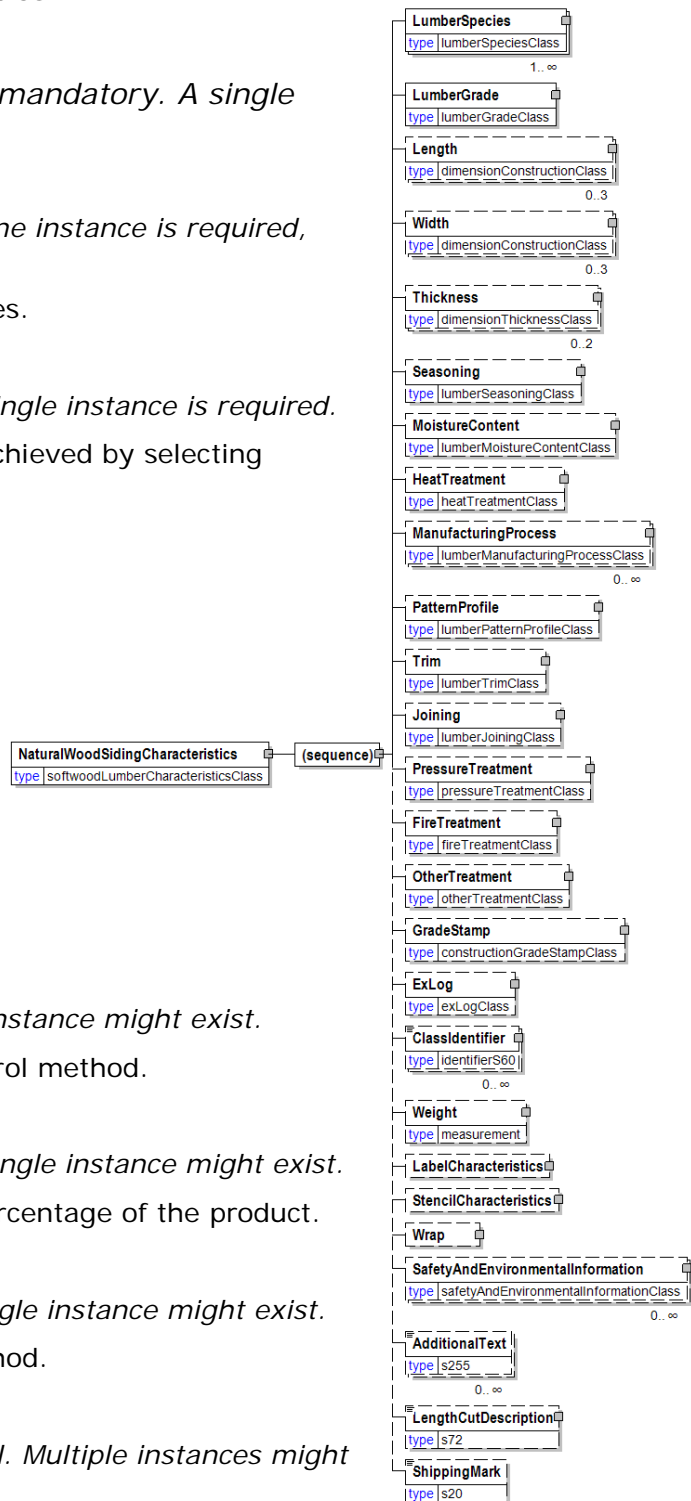 mandatory. A single
ne instance is required,
es.
ngle instance is required.
chieved by selecting
nstance might exist.
rol method.
ngle instance might exist.
rcentage of the product.
gle instance might exist.
nod.
l. Multiple instances might
NaturalWoodSidingCharacteristics
type softwoodLumberCharacteristicsClass
(sequence)
LumberSpecies
type lumberSpeciesClass
1..∞
LumberGrade
type lumberGradeClass
Length
type dimensionConstructionClass
0..3
Width
type dimensionConstructionClass
0..3
Thickness
type dimensionThicknessClass
0..2
Seasoning
type lumberSeasoningClass
MoistureContent
type lumberMoistureContentClass
HeatTreatment
type heatTreatmentClass
ManufacturingProcess
type lumberManufacturingProcessClass
0..∞
PatternProfile
type lumberPatternProfileClass
Trim
type lumberTrimClass
Joining
type lumberJoiningClass
PressureTreatment
type pressureTreatmentClass
FireTreatment
type fireTreatmentClass
OtherTreatment
type otherTreatmentClass
GradeStamp
type constructionGradeStampClass
ExLog
type exLogClass
ClassIdentifier
type identifierS60
0..∞
Weight
type measurement
LabelCharacteristics
StencilCharacteristics
Wrap
SafetyAndEnvironmentalInformation
type safetyAndEnvironmentalInformationClass
0..∞
AdditionalText
type s255
0..∞
LengthCutDescription
type s72
ShippingMark
type s20